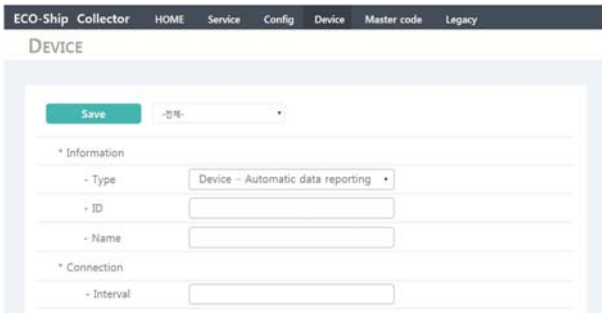 ECO-Ship Collector HOME Service Config Device Master code Legacy
DEVICE
Save -전체-
* Information
- Type Device - Automatic data reporting
- ID
- Name
* Connection
- Interval